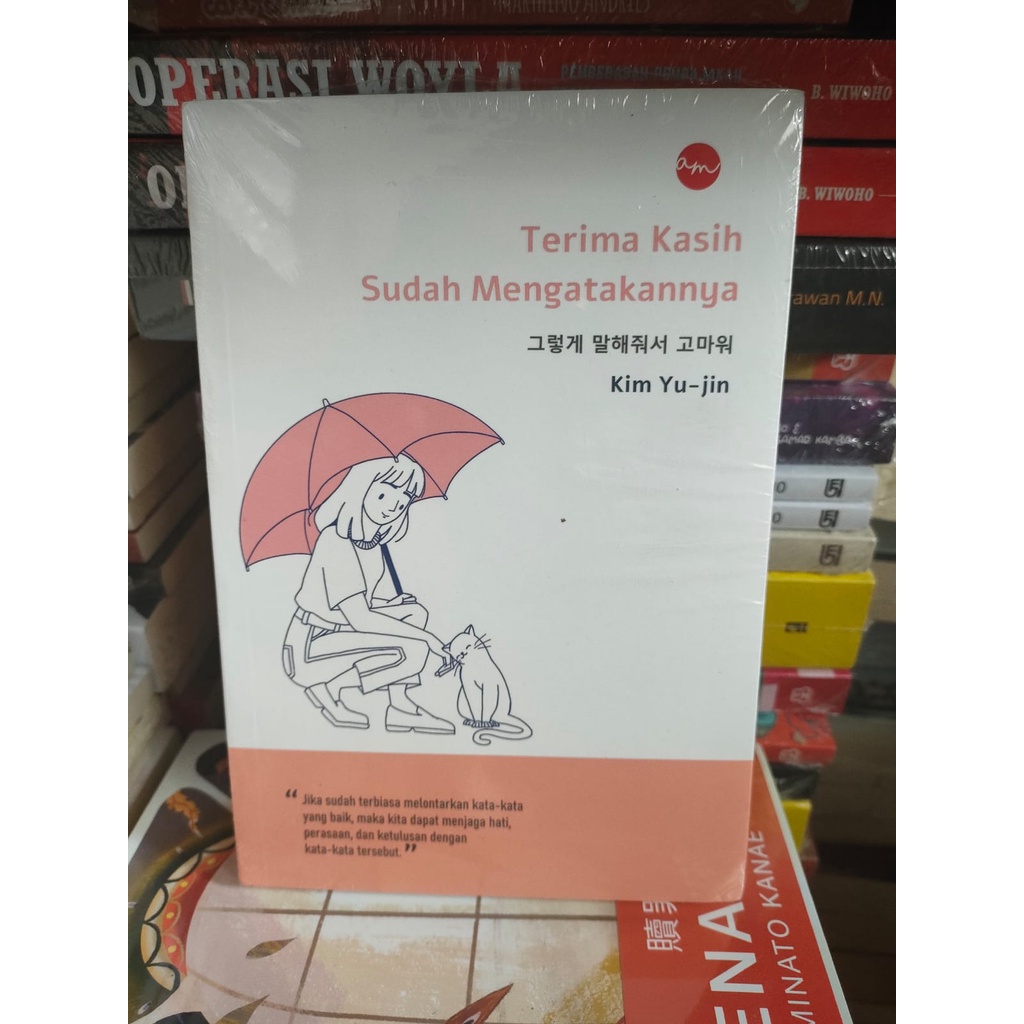 OPERASI WOYLA
B. WIWOHO
B. WIWOHO
rawan M.N.
am
Terima Kasih
Sudah Mengatakannya
그렇게 말해줘서 고마워
Kim Yu-jin
“Jika sudah terbiasa melontarkan kata-kata
yang baik, maka kita dapat menjaga hati,
perasaan, dan ketulusan dengan
kata-kata tersebut.”
ENA
MINATO KANAE